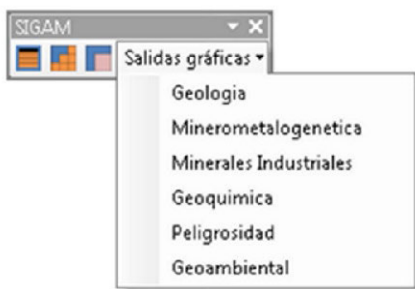 SIGAM
Salidas gráficas
Geologia
Minerometalogenetica
Minerales Industriales
Geoquimica
Peligrosidad
Geoambiental